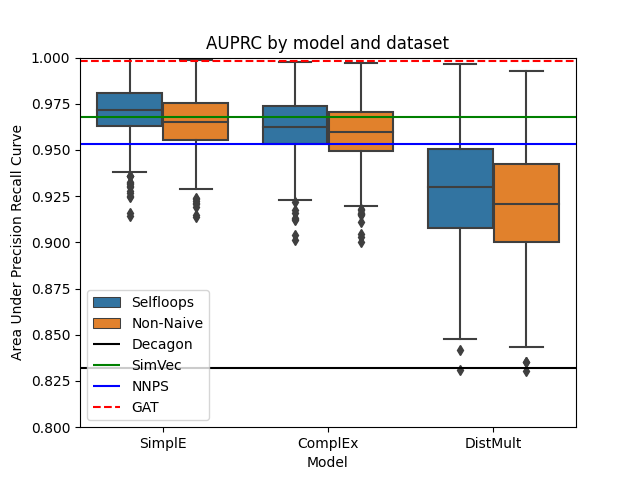 AUPRC by model and dataset
Area Under Precision Recall Curve
1.000
0.975
0.950
0.925
0.900
0.875
0.850
0.825
0.800
Selfloops
Non-Naive
Decagon
SimVec
NNPS
GAT
SimplE
ComplEx
DistMult
Model